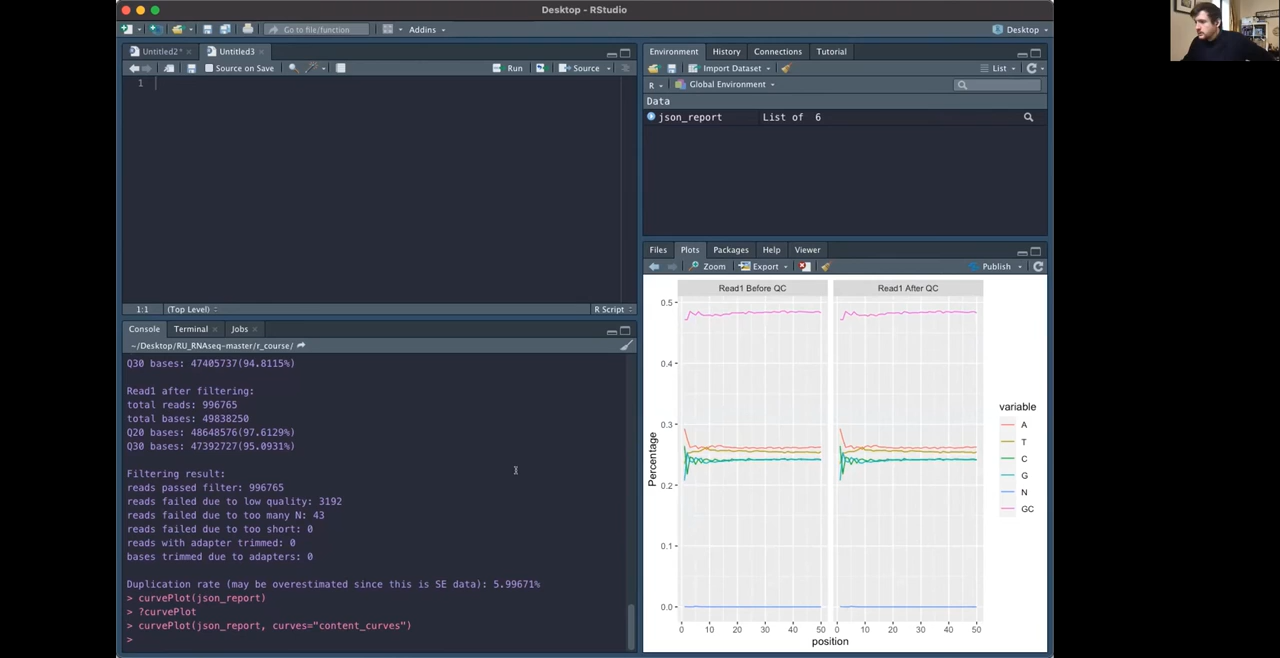 Desktop - RStudio
Go to file/function
Addins
Desktop
Untitled2*
Untitled3
Source on Save
Run
Source
1
1:1
(Top Level)
R Script
Console
Terminal
Jobs
~/Desktop/RU_RNAseq-master/r_course/
Q30 bases: 47405737(94.8115%)
Read1 after filtering:
total reads: 996765
total bases: 49838250
Q20 bases: 48648576(97.6129%)
Q30 bases: 47392727(95.0931%)
Filtering result:
reads passed filter: 996765
reads failed due to low quality: 3192
reads failed due to too many N: 43
reads failed due to too short: 0
reads with adapter trimmed: 0
bases trimmed due to adapters: 0
Duplication rate (may be overestimated since this is SE data): 5.99671%
> curvePlot(json_report)
> ?curvePlot
> curvePlot(json_report, curves="content_curves")
>
Environment
History
Connections
Tutorial
Import Dataset
List
R
Global Environment
Data
json_report
List of 6
Files
Plots
Packages
Help
Viewer
Zoom
Export
Publish
Read1 Before QC
Read1 After QC
0.5
0.4
0.3
0.2
0.1
0.0
Percentage
0 10 20 30 40 50
0 10 20 30 40 50
position
variable
A
T
C
G
N
GC